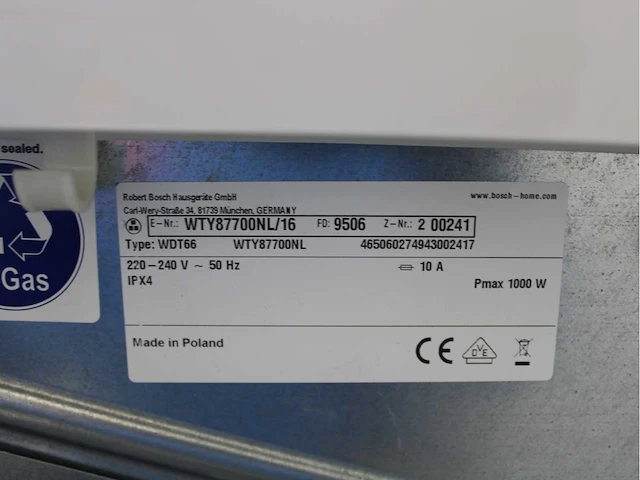 sealed.
Gas
Robert Bosch Hausgeräte GmbH www.bosch-home.com
Carl-Wery-Straße 34, 81739 München, GERMANY
E-Nr.: WTY87700NL/16 FD: 9506 Z-Nr.: 2 00241
Type: WDT66 WTY87700NL 465060274943002417
220-240 V ~ 50 Hz 10 A
IPX4 Pmax 1000 W
Made in Poland
CE VDE